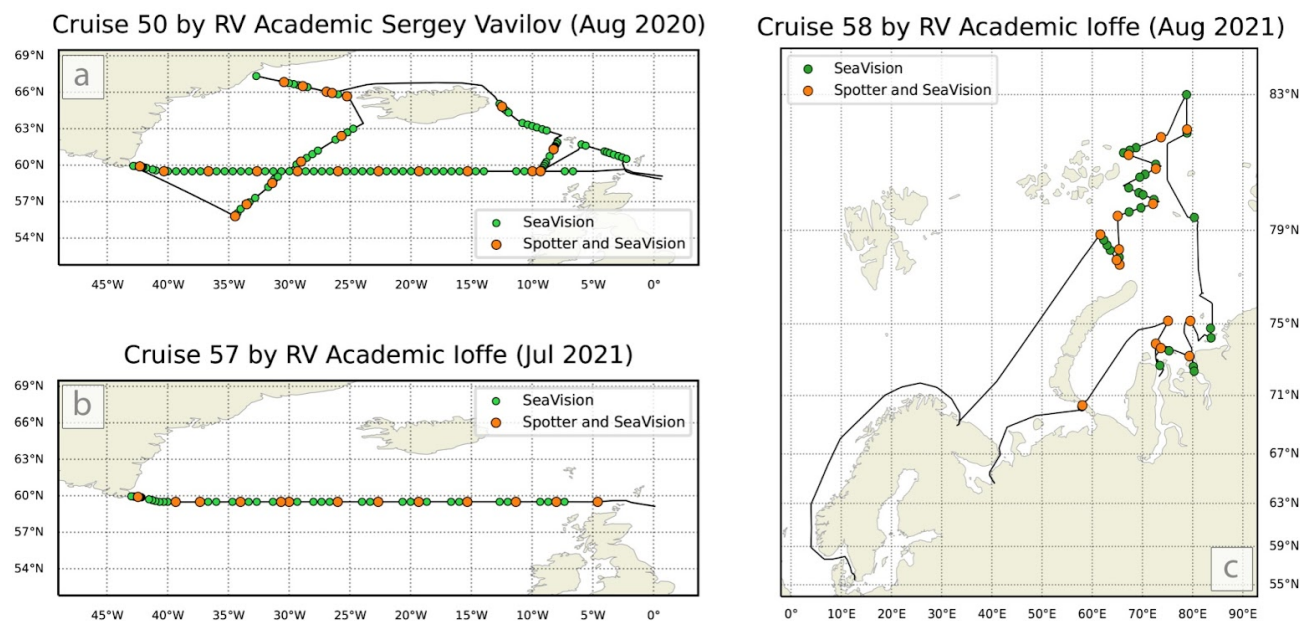 Cruise 50 by RV Academic Sergey Vavilov (Aug 2020)
a
69°N
66°N
63°N
60°N
57°N
54°N
SeaVision
Spotter and SeaVision
45°W 40°W 35°W 30°W 25°W 20°W 15°W 10°W 5°W 0°
Cruise 57 by RV Academic Ioffe (Jul 2021)
b
69°N
66°N
63°N
60°N
57°N
54°N
SeaVision
Spotter and SeaVision
45°W 40°W 35°W 30°W 25°W 20°W 15°W 10°W 5°W 0°
Cruise 58 by RV Academic Ioffe (Aug 2021)
SeaVision
Spotter and SeaVision
83°N
79°N
75°N
71°N
67°N
63°N
59°N
55°N
c
0° 10°E 20°E 30°E 40°E 50°E 60°E 70°E 80°E 90°E